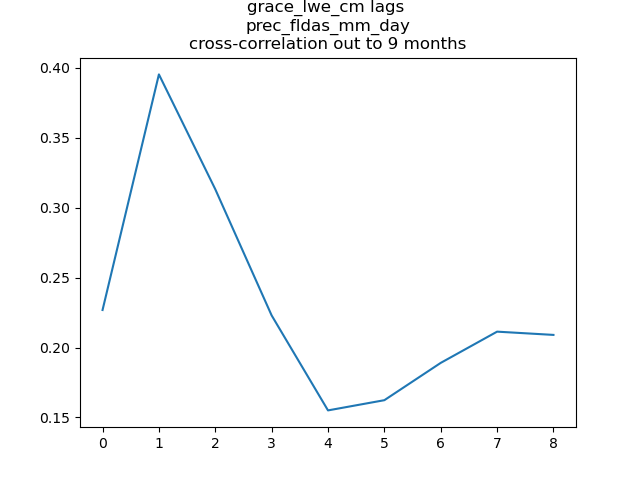 grace_lwe_cm lags
prec_fldas_mm_day
cross-correlation out to 9 months
0.40
0.35
0.30
0.25
0.20
0.15
0 1 2 3 4 5 6 7 8